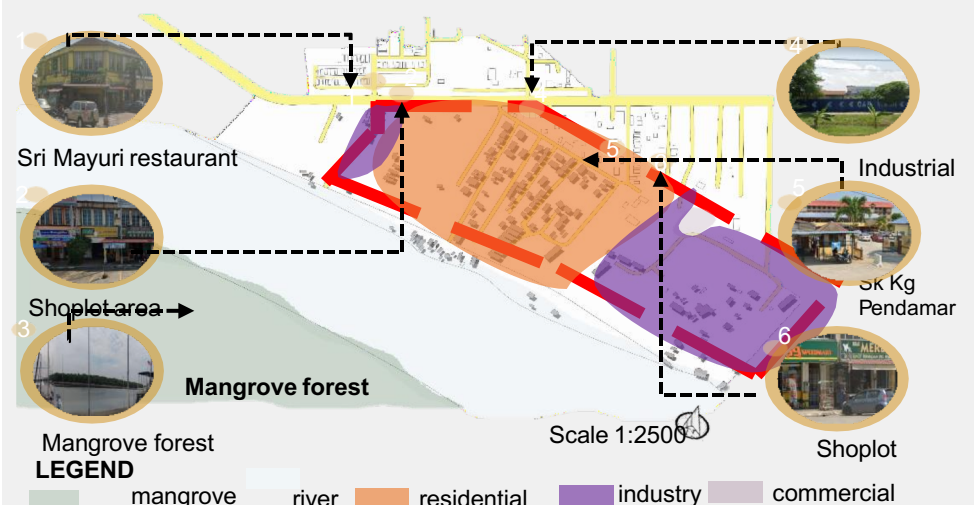 1
Sri Mayuri restaurant
2
Shoplot area
3
Mangrove forest
Mangrove forest
4
Industrial
5
5
Sk Kg
Pendamar
6
Shoplot
Scale 1:2500
LEGEND
mangrove
river
residential
industry
commercial